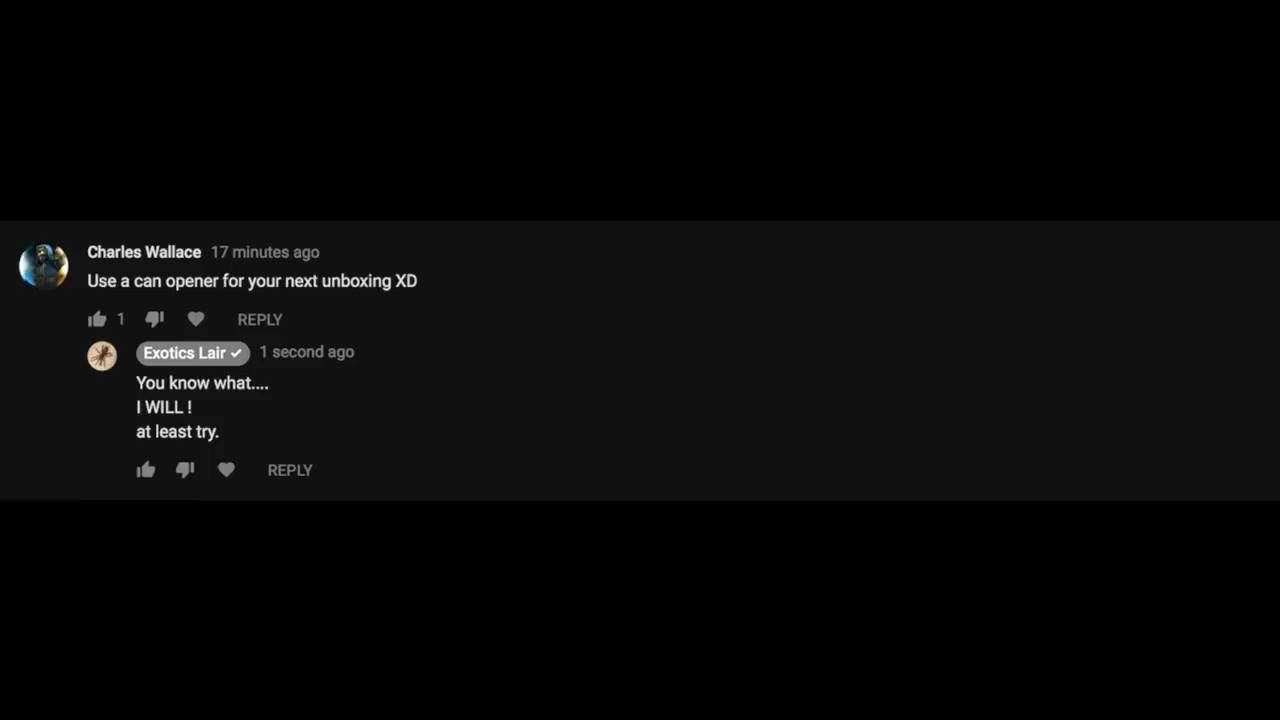 Charles Wallace 17 minutes ago
Use a can opener for your next unboxing XD
1 REPLY
Exotics Lair 1 second ago
You know what....
I WILL !
at least try.
REPLY